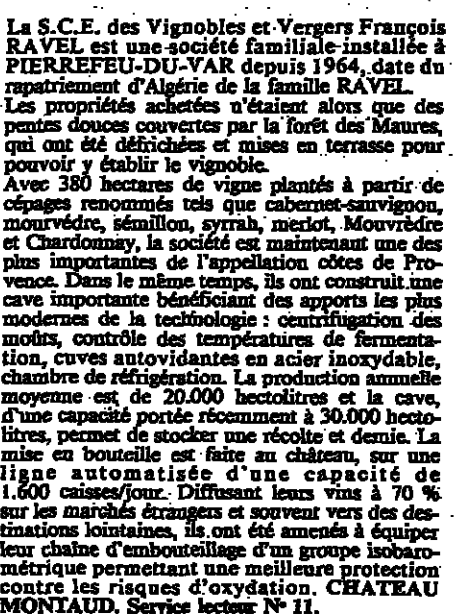 La S.C.E. des Vignobles et Vergers François
RAVEL est une société familiale installée à
PIERREFEU-DU-VAR depuis 1964, date du
rapatriement d'Algérie de la famille RAVEL.
Les propriétés achetées n'étaient alors que des
pentes douces couvertes par la forêt des Maures,
qui ont été défrichées et mises en terrasse pour
pouvoir y établir le vignoble.
Avec 380 hectares de vigne plantés à partir de
cépages renommés tels que cabernet-sauvignon,
mourvédre, sémillon, syrrah, merlot, Mouvrèdre
et Chardonnay, la société est maintenant une des
plus importantes de l'appellation côtes de Pro-
vence. Dans le même temps, ils ont construit une
cave importante bénéficiant des apports les plus
modernes de la technologie : centrifugation des
moûts, contrôle des températures de fermenta-
tion, cuves autovidantes en acier inoxydable,
chambre de réfrigération. La production annuelle
moyenne est de 20.000 hectolitres et la cave,
d'une capacité portée récemment à 30.000 hecto-
litres, permet de stocker une récolte et demie. La
mise en bouteille est faite au château, sur une
ligne automatisée d'une capacité de
1.600 caisses/jour. Diffusant leurs vins à 70 %
sur les marchés étrangers et souvent vers des des-
tinations lointaines, ils ont été amenés à équiper
leur chaîne d'embouteillage d'un groupe isobaro-
métrique permettant une meilleure protection
contre les risques d'oxydation. CHATEAU
MONTAUD. Service lecteur N° 11.